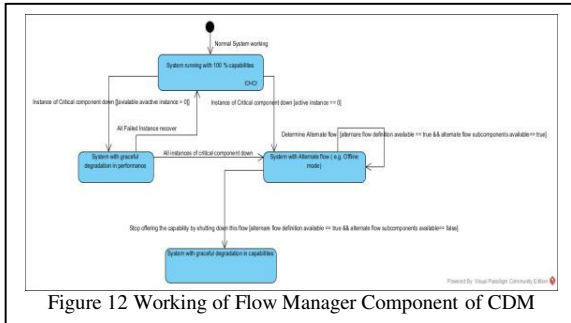 Normal System working
System running with 100 % capabilities
Instance of Critical component down [[available avactive instance > 0]]
Instance of Critical component down [active instance == 0]
All Failed Instance recover
Determine Alternate flow [alternare flow definition available == true && alternate flow subcomponents available== true]
All instances of critical component down
System with graceful degradation in performance
System with Alternate flow ( e.g. Offline mode)
Stop offering the capability by shutting down this flow [alternate flow definition available == true && alternate flow subcomponents available== false]
System with graceful degradation in capabilities
Powered By Visual Paradigm Community Edition
Figure 12 Working of Flow Manager Component of CDM